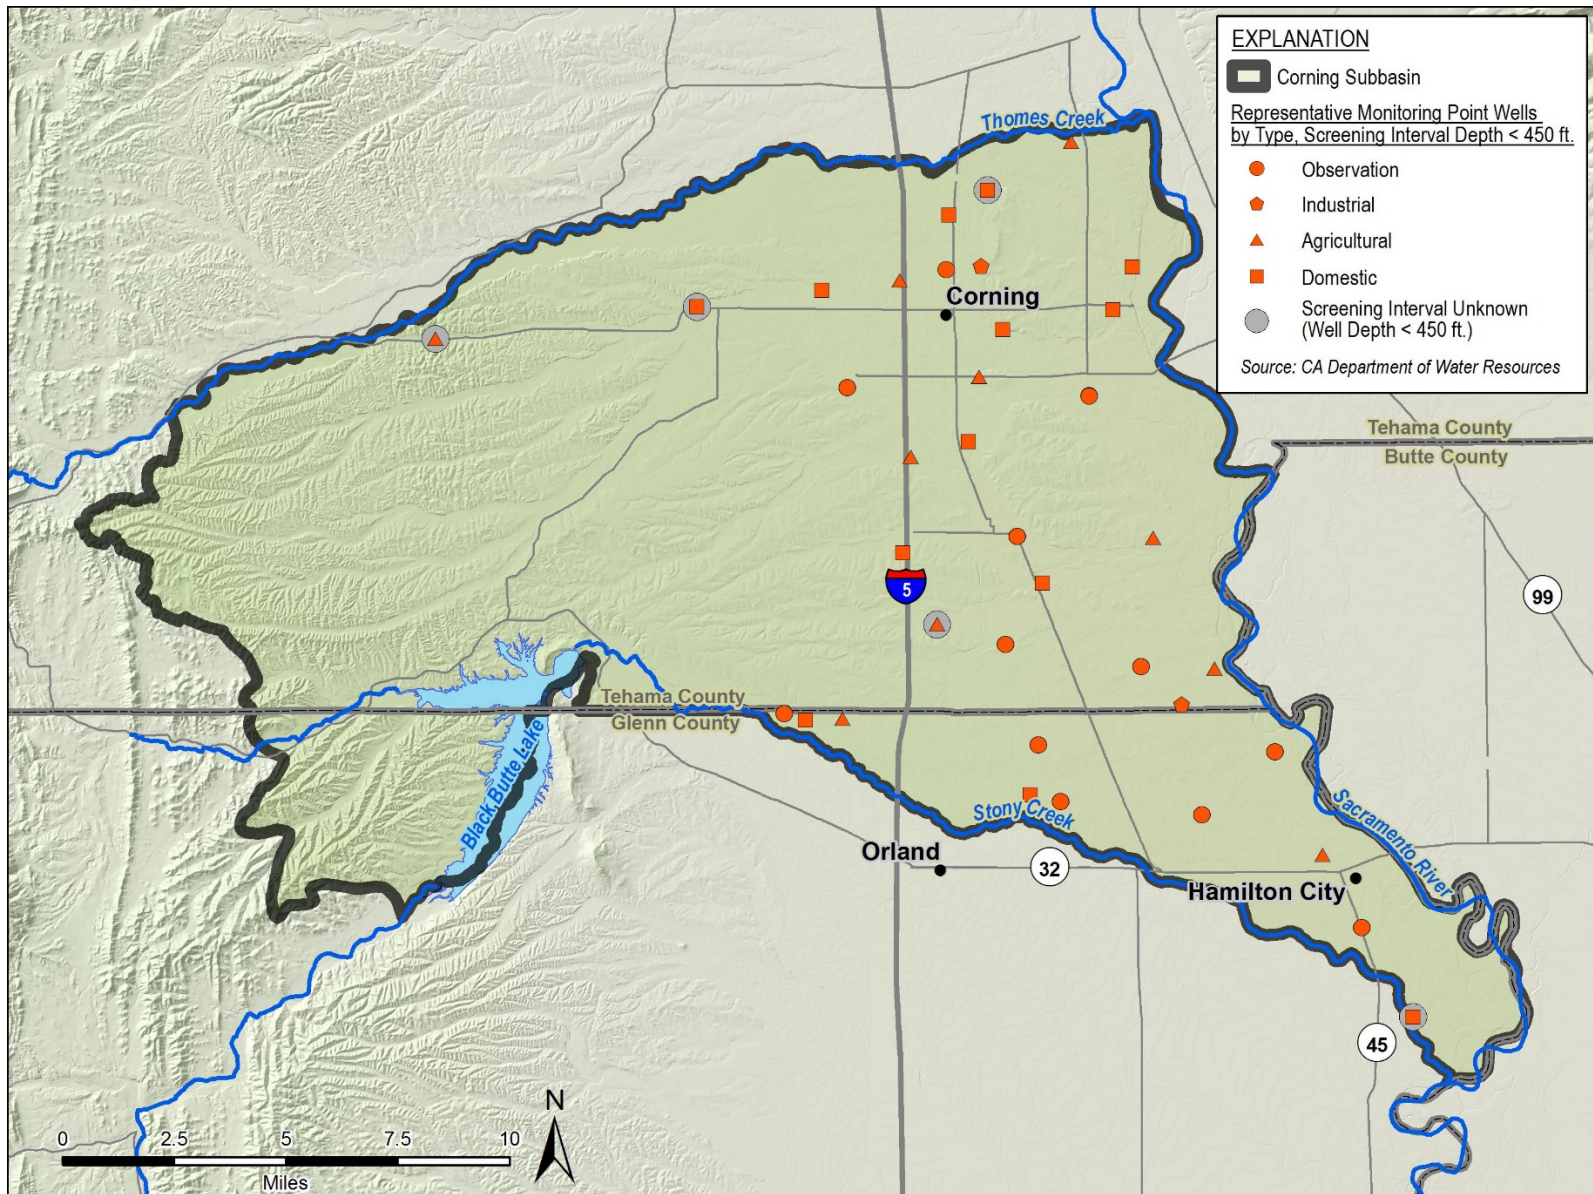 EXPLANATION
Corning Subbasin
Representative Monitoring Point Wells
by Type, Screening Interval Depth < 450 ft.
Observation
Industrial
Agricultural
Domestic
Screening Interval Unknown
(Well Depth < 450 ft.)
Source: CA Department of Water Resources
Thomes Creek
Corning
Tehama County
Butte County
5
99
Tehama County
Glenn County
Black Butte Lake
Stony Creek
Sacramento River
Orland
32
Hamilton City
45
N
0 2.5 5 7.5 10
Miles